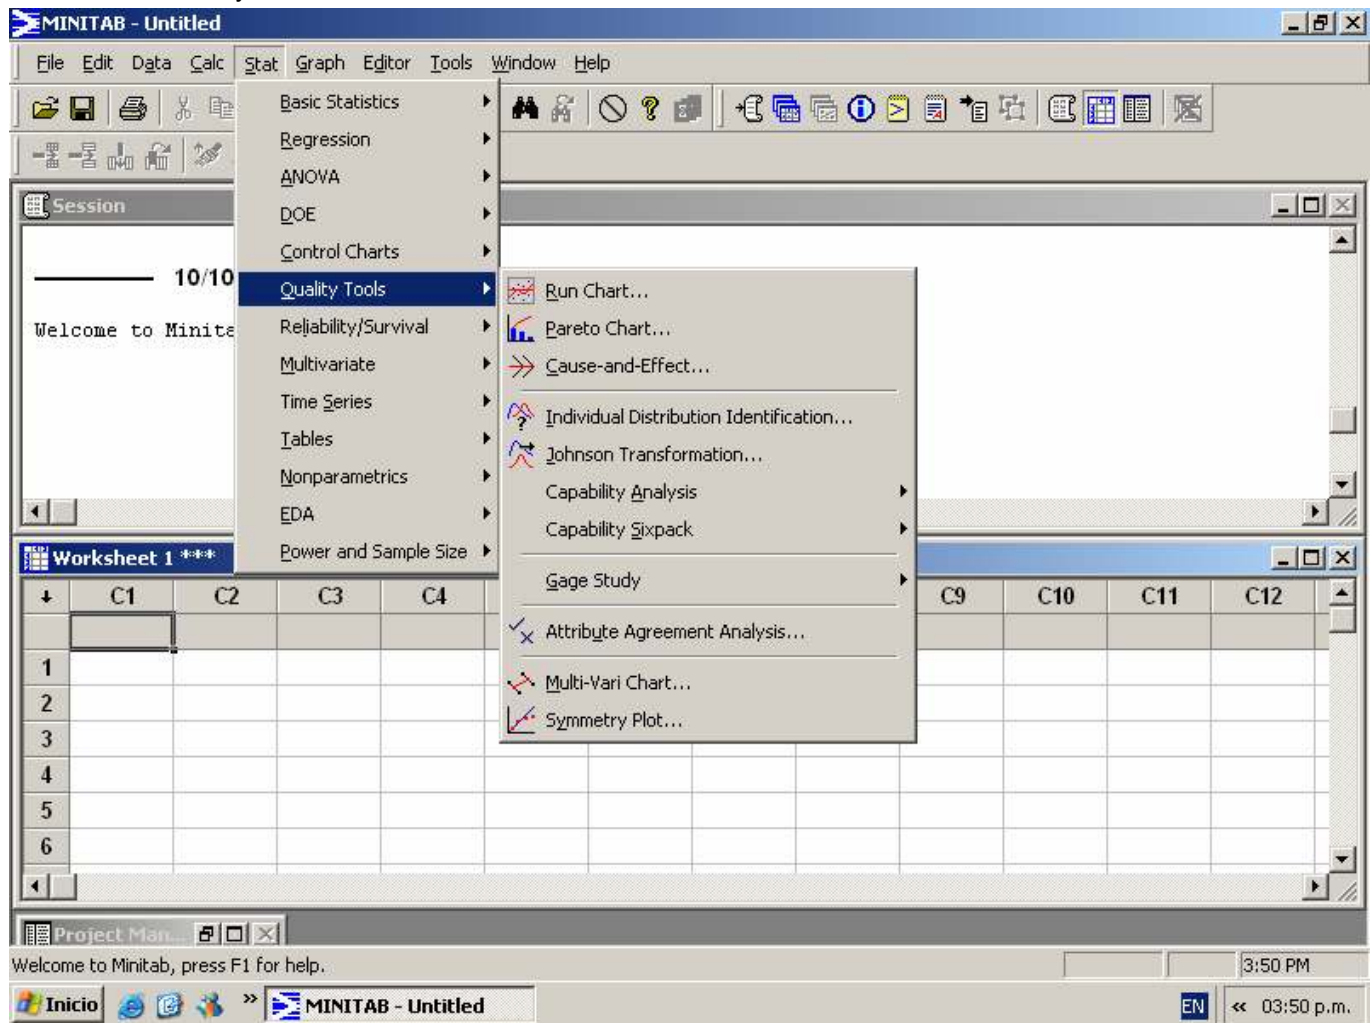 MINITAB - Untitled
File Edit Data Calc Stat Graph Editor Tools Window Help
Basic Statistics
Regression
ANOVA
DOE
Control Charts
Quality Tools
Reliability/Survival
Multivariate
Time Series
Tables
Nonparametrics
EDA
Power and Sample Size
Run Chart...
Pareto Chart...
Cause-and-Effect...
Individual Distribution Identification...
Johnson Transformation...
Capability Analysis
Capability Sixpack
Gage Study
Attribute Agreement Analysis...
Multi-Vari Chart...
Symmetry Plot...
Session
10/10
Welcome to Minita
Worksheet 1 ***
C1 C2 C3 C4 C9 C10 C11 C12
1
2
3
4
5
6
Project Man...
Welcome to Minitab, press F1 for help.
3:50 PM
Inicio » MINITAB - Untitled EN « 03:50 p.m.